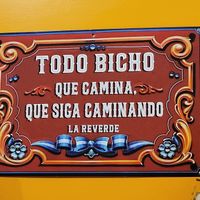 TODO BICHO
QUE CAMINA,
QUE SIGA CAMINANDO
LA REVERDE